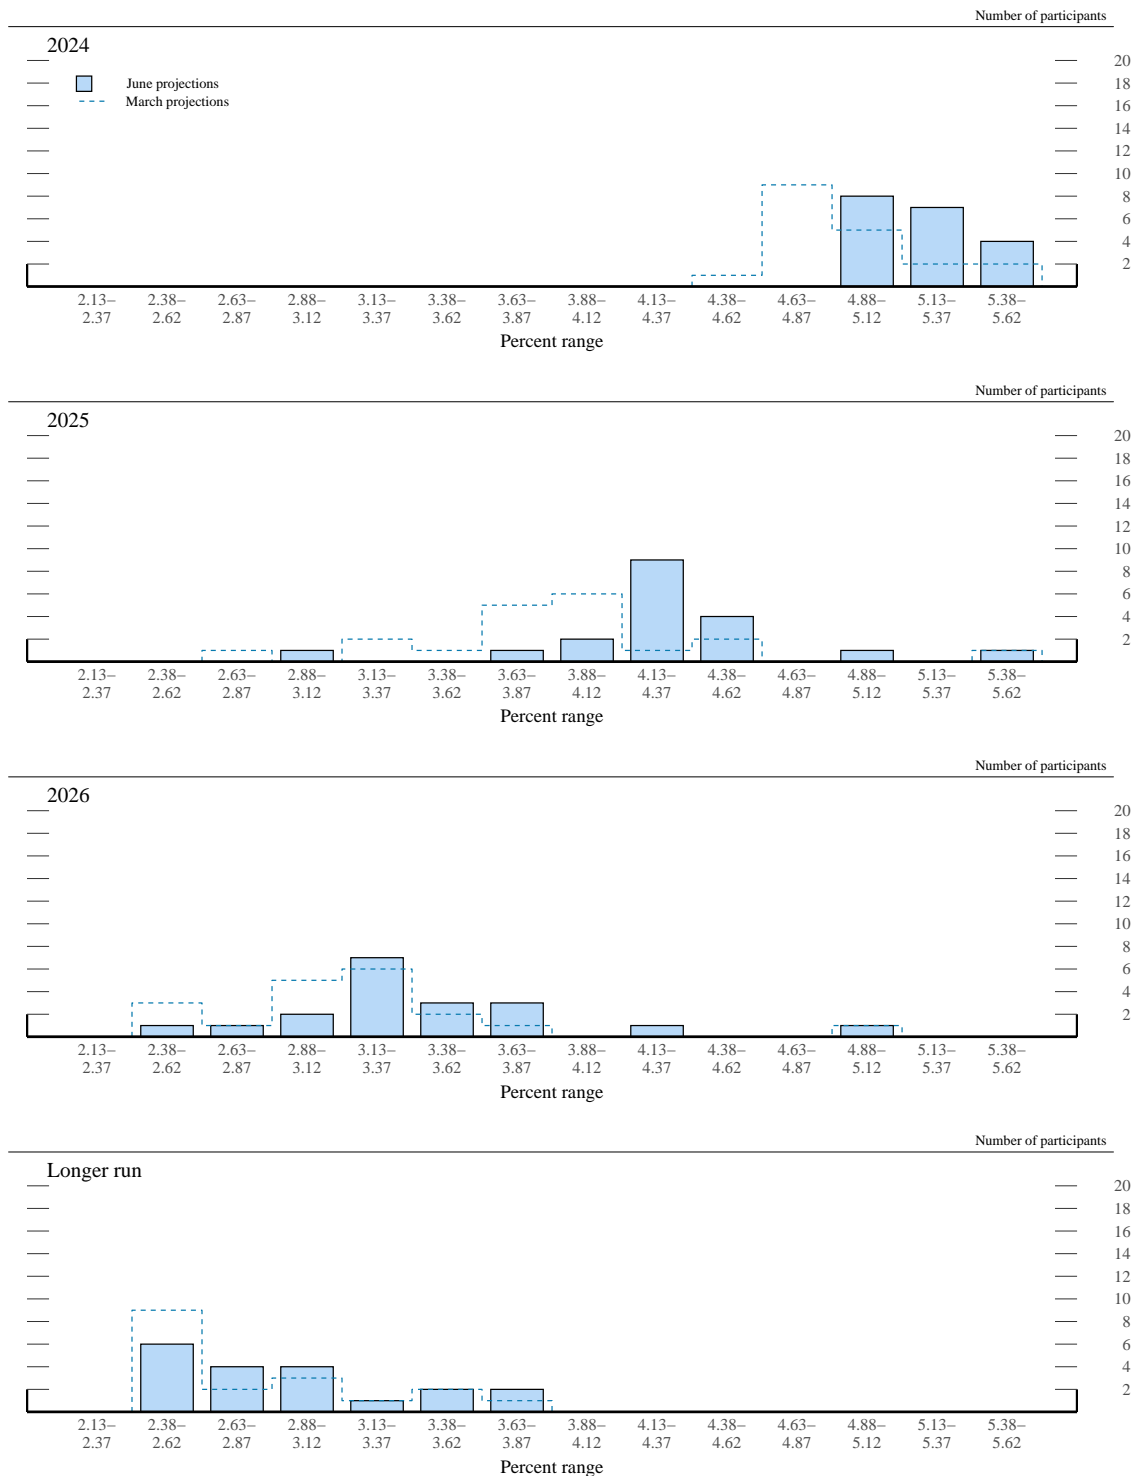 Number of participants
2024
June projections
March projections
20
18
16
14
12
10
8
6
4
2
2.13– 2.38– 2.63– 2.88– 3.13– 3.38– 3.63– 3.88– 4.13– 4.38– 4.63– 4.88– 5.13– 5.38–
2.37 2.62 2.87 3.12 3.37 3.62 3.87 4.12 4.37 4.62 4.87 5.12 5.37 5.62
Percent range
Number of participants
2025
20
18
16
14
12
10
8
6
4
2
2.13– 2.38– 2.63– 2.88– 3.13– 3.38– 3.63– 3.88– 4.13– 4.38– 4.63– 4.88– 5.13– 5.38–
2.37 2.62 2.87 3.12 3.37 3.62 3.87 4.12 4.37 4.62 4.87 5.12 5.37 5.62
Percent range
Number of participants
2026
20
18
16
14
12
10
8
6
4
2
2.13– 2.38– 2.63– 2.88– 3.13– 3.38– 3.63– 3.88– 4.13– 4.38– 4.63– 4.88– 5.13– 5.38–
2.37 2.62 2.87 3.12 3.37 3.62 3.87 4.12 4.37 4.62 4.87 5.12 5.37 5.62
Percent range
Number of participants
Longer run
20
18
16
14
12
10
8
6
4
2
2.13– 2.38– 2.63– 2.88– 3.13– 3.38– 3.63– 3.88– 4.13– 4.38– 4.63– 4.88– 5.13– 5.38–
2.37 2.62 2.87 3.12 3.37 3.62 3.87 4.12 4.37 4.62 4.87 5.12 5.37 5.62
Percent range